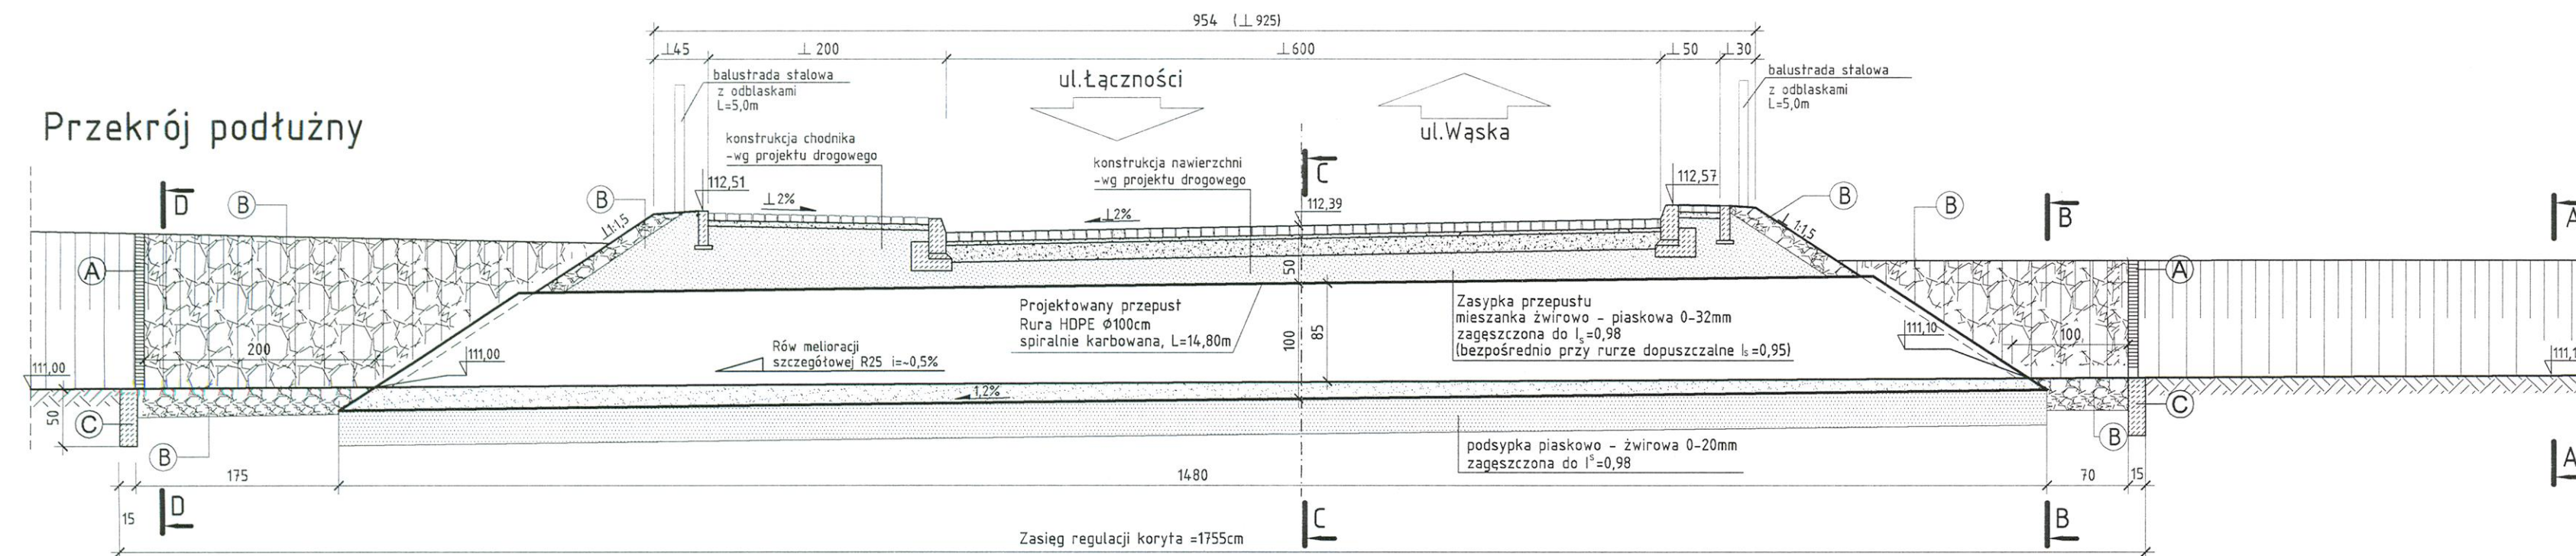 954 (⊥925)
⊥45
⊥200
⊥600
⊥50
⊥30
balustrada stalowa
z odblaskami
L=5,0m
ul.Łączności
ul.Wąska
balustrada stalowa
z odblaskami
L=5,0m
Przekrój podłużny
konstrukcja chodnika
-wg projektu drogowego
konstrukcja nawierzchni
-wg projektu drogowego
C
112,51
112,57
112,39
D
B
B
B
B
B
⊥2%
⊥2%
⊥1:1,5
⊥1:1,5
A
A
50
Projektowany przepust
Rura HDPE Ø100cm
spiralnie karbowana, L=14,80m
Zasypka przepustu
mieszanka żwirowo - piaskowa 0-32mm
zagęszczona do Is=0,98
(bezpośrednio przy rurze dopuszczalne Is=0,95)
100
85
200
111,00
Rów melioracji
szczegółowej R25 i=~0,5%
111,10
100
111,00
1,2%
50
C
C
B
B
podsypka piaskowo - żwirowa 0-20mm
zagęszczona do Is=0,98
175
1480
70
15
15
D
C
B
A
Zasięg regulacji koryta =1755cm